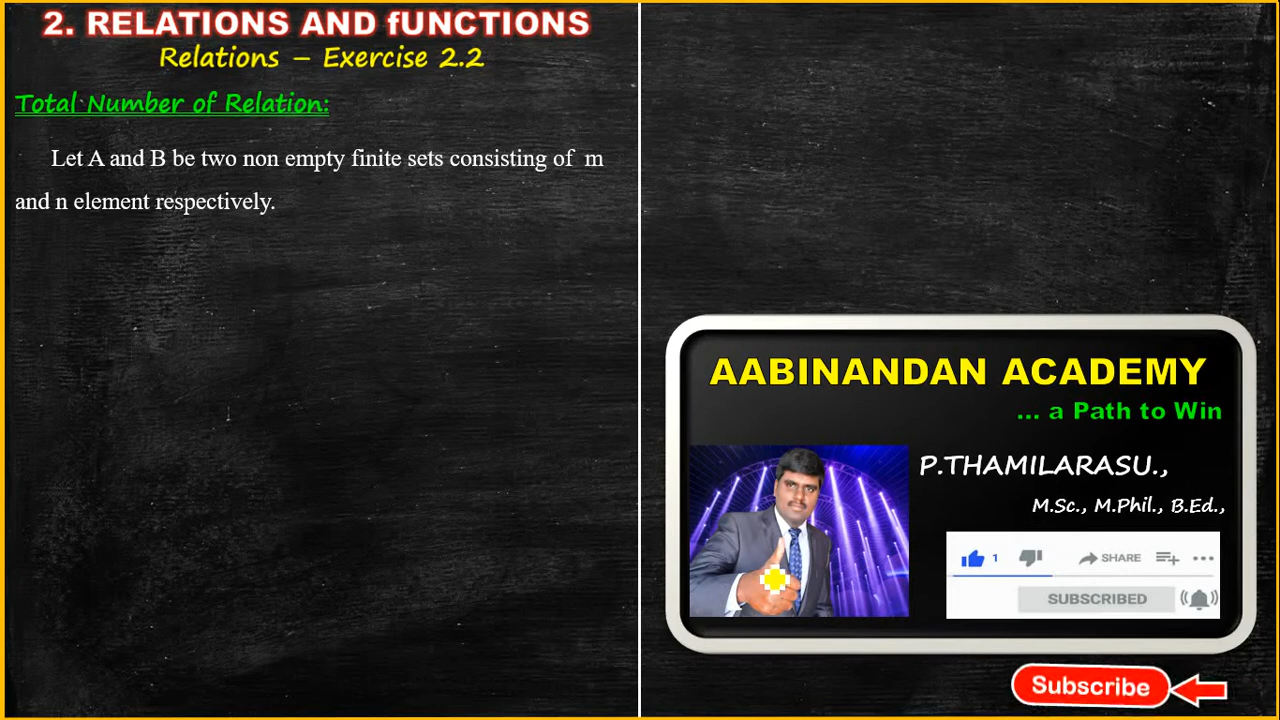 2. RELATIONS AND fUNCTIONS
Relations – Exercise 2.2
Total Number of Relation:
Let A and B be two non empty finite sets consisting of m
and n element respectively.
AABINANDAN ACADEMY
... a Path to Win
P.THAMILARASU.,
M.Sc., M.Phil., B.Ed.,
1 SHARE
SUBSCRIBED
Subscribe